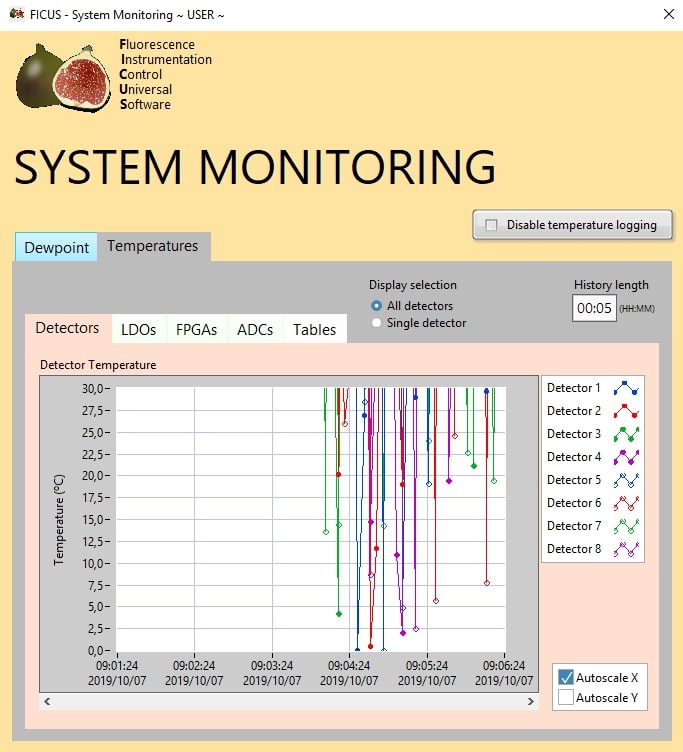 FICUS - System Monitoring ~ USER ~
Fluorescence
Instrumentation
Control
Universal
Software
SYSTEM MONITORING
Disable temperature logging
Dewpoint Temperatures
Display selection
All detectors
Single detector
History length
00:05 (HH:MM)
Detectors LDOs FPGAs ADCs Tables
Detector Temperature
Temperature (ºC)
30,0
27,5
25,0
22,5
20,0
17,5
15,0
12,5
10,0
7,5
5,0
2,5
0,0
09:01:24 09:02:24 09:03:24 09:04:24 09:05:24 09:06:24
2019/10/07 2019/10/07 2019/10/07 2019/10/07 2019/10/07 2019/10/07
Detector 1
Detector 2
Detector 3
Detector 4
Detector 5
Detector 6
Detector 7
Detector 8
Autoscale X
Autoscale Y